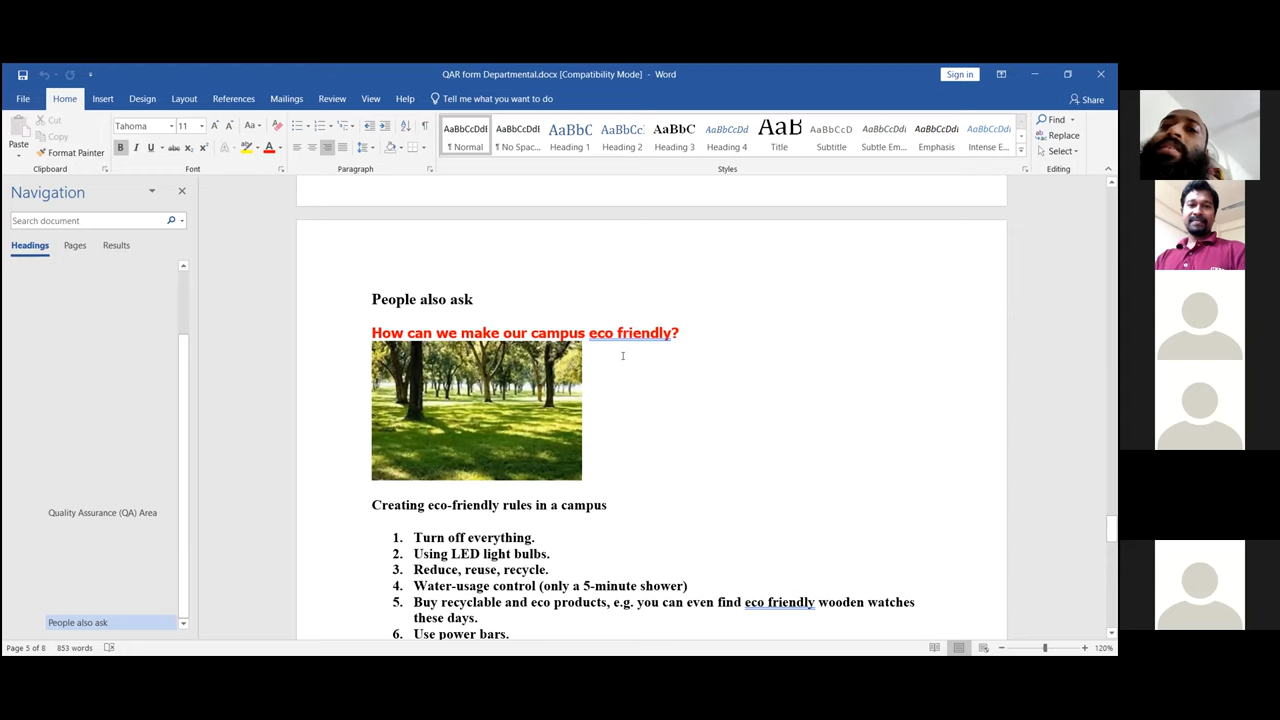 QAR form Departmental.docx [Compatibility Mode] - Word
Sign in
File Home Insert Design Layout References Mailings Review View Help Tell me what you want to do
Share
Paste
Cut
Copy
Format Painter
Clipboard
Tahoma 11
Font
Paragraph
AaBbCcDdE AaBbCcDdE AaBbC AaBbCc AaBbC AaBbCcDd AaB AaBbCcD AaBbCcDdi AaBbCcDdi AaBbCcDdi
¶ Normal ¶ No Spac... Heading 1 Heading 2 Heading 3 Heading 4 Title Subtitle Subtle Em... Emphasis Intense E...
Styles
Find
Replace
Select
Editing
Navigation
Search document
Headings Pages Results
Quality Assurance (QA) Area
People also ask
People also ask
How can we make our campus eco friendly?
Creating eco-friendly rules in a campus
1. Turn off everything.
2. Using LED light bulbs.
3. Reduce, reuse, recycle.
4. Water-usage control (only a 5-minute shower)
5. Buy recyclable and eco products, e.g. you can even find eco friendly wooden watches
these days.
6. Use power bars.
Page 5 of 8 853 words
120%